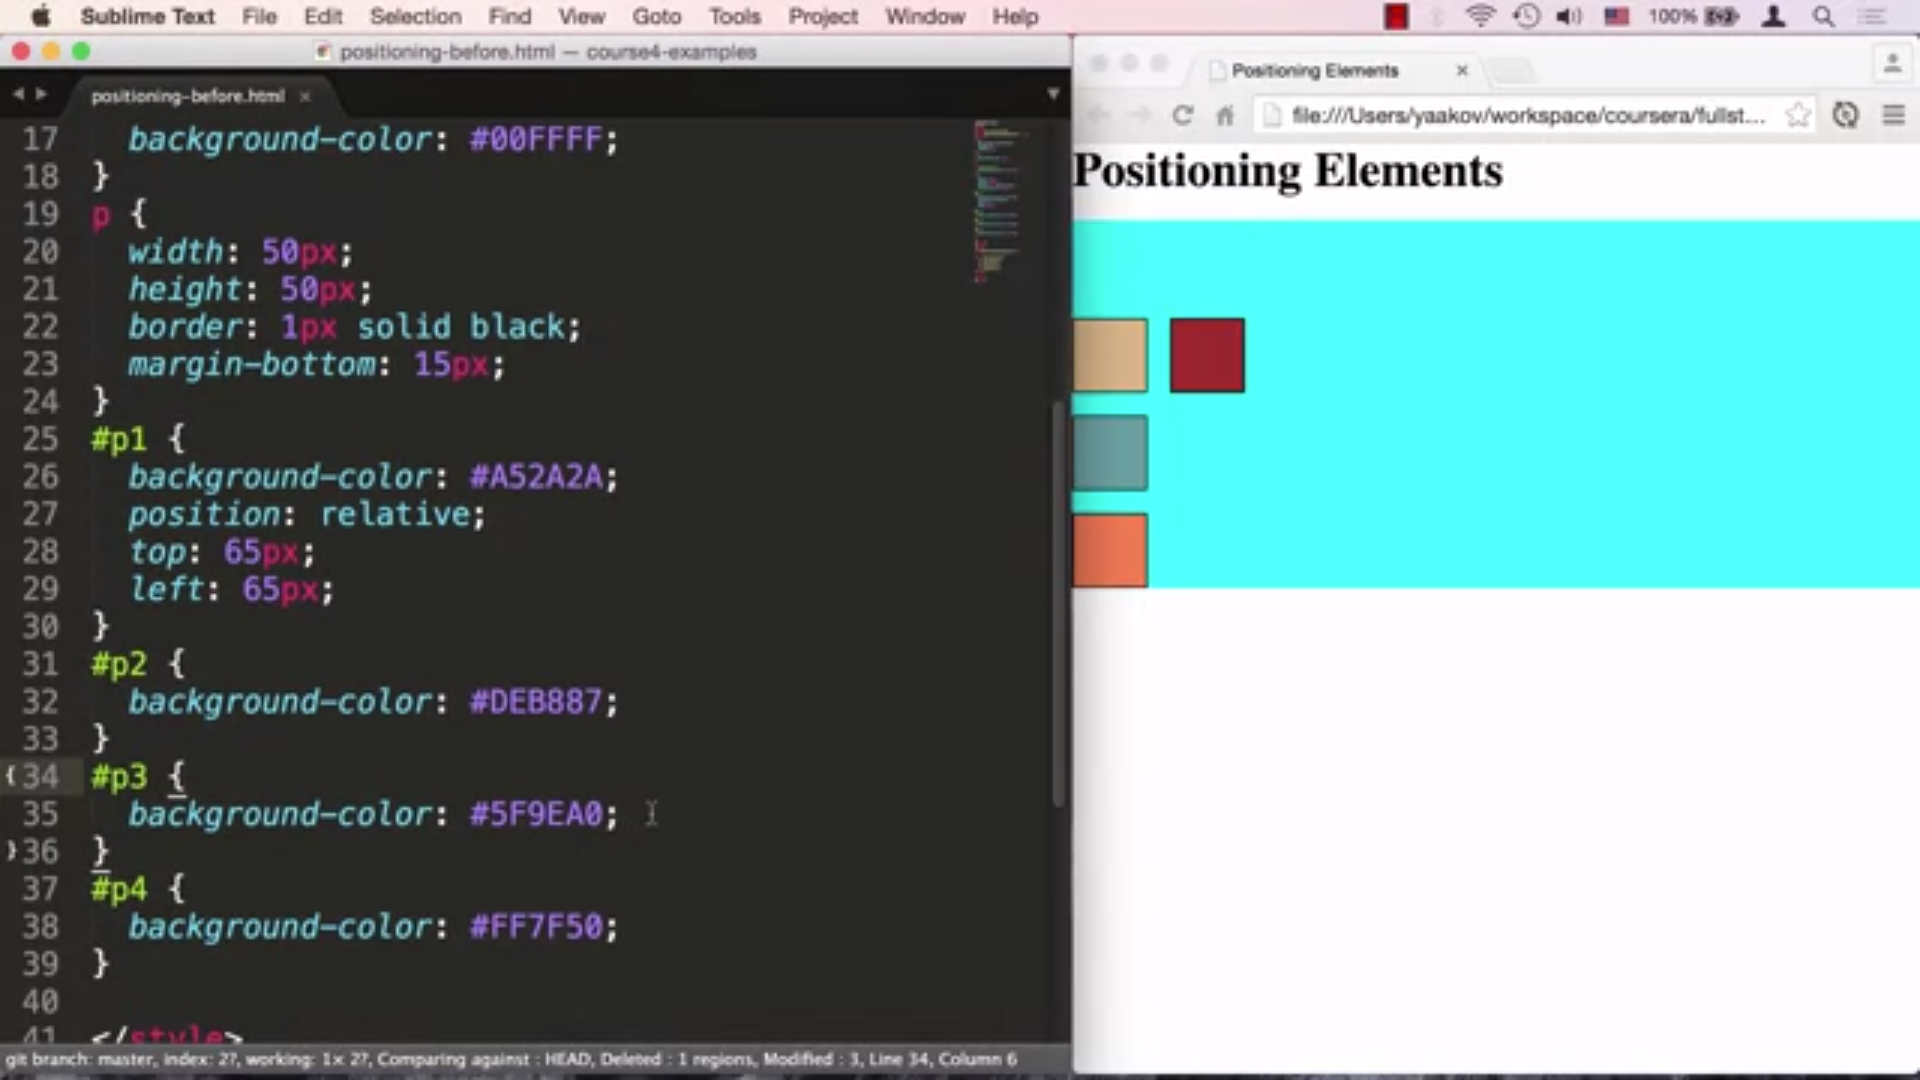 Sublime Text File Edit Selection Find View Goto Tools Project Window Help 100%
positioning-before.html — course4-examples
positioning-before.html ×
17 background-color: #00FFFF;
18 }
19 p {
20 width: 50px;
21 height: 50px;
22 border: 1px solid black;
23 margin-bottom: 15px;
24 }
25 #p1 {
26 background-color: #A52A2A;
27 position: relative;
28 top: 65px;
29 left: 65px;
30 }
31 #p2 {
32 background-color: #DEB887;
33 }
34 #p3 {
35 background-color: #5F9EA0;
36 }
37 #p4 {
38 background-color: #FF7F50;
39 }
40
41 </style>
git branch: master, index: 2?, working: 1× 2?, Comparing against : HEAD, Deleted : 1 regions, Modified : 3, Line 34, Column 6
Positioning Elements ×
file:///Users/yaakov/workspace/coursera/fullst...
Positioning Elements